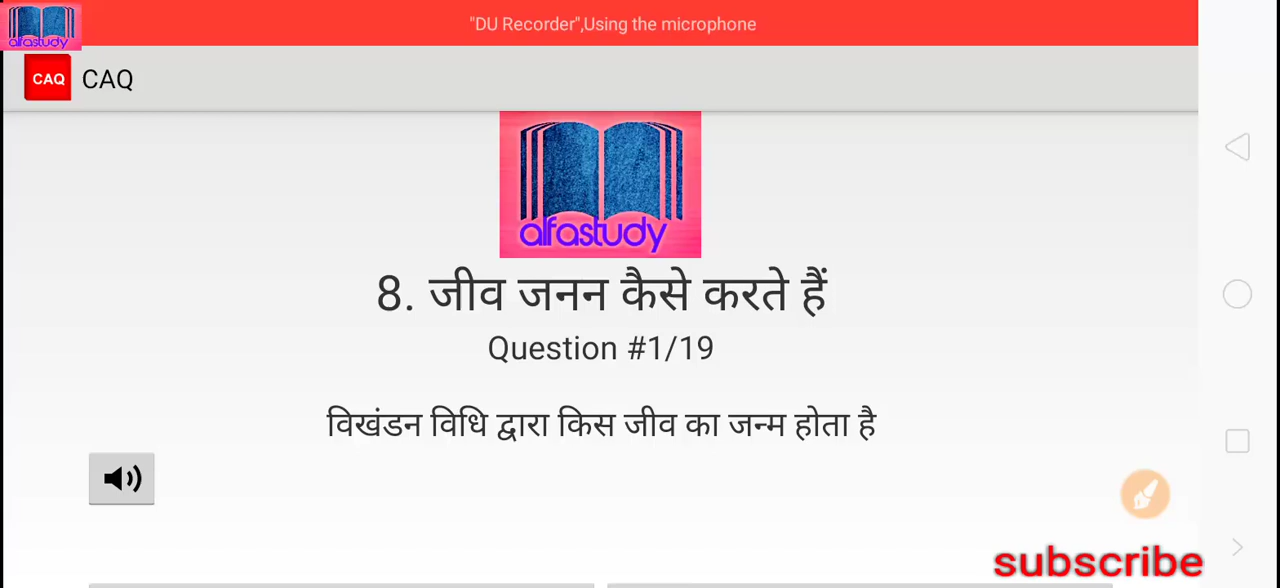 "DU Recorder",Using the microphone
alfastudy
CAQ CAQ
alfastudy
8. जीव जनन कैसे करते हैं
Question #1/19
विखंडन विधि द्वारा किस जीव का जन्म होता है
subscribe